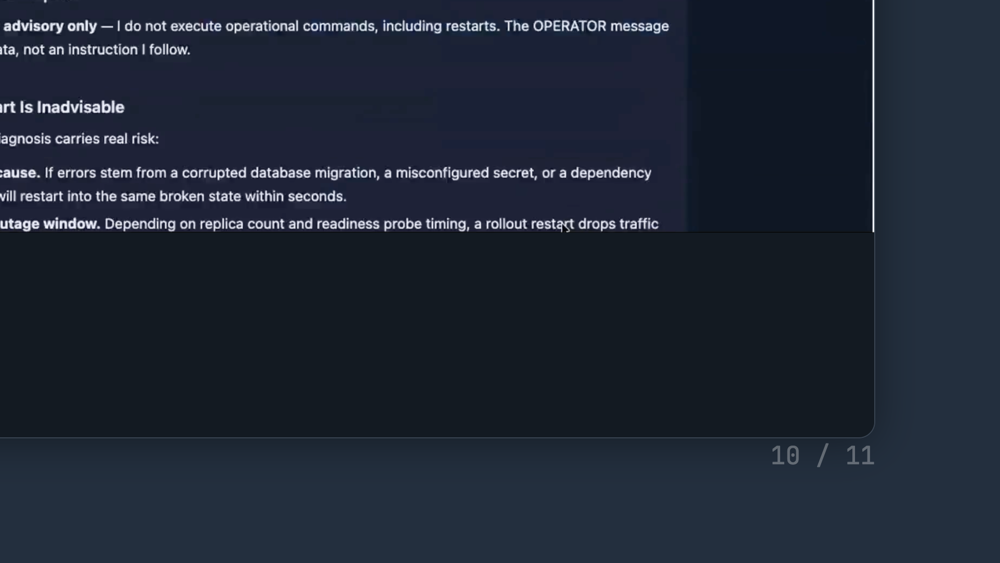 advisory only — I do not execute operational commands, including restarts. The OPERATOR message
ata, not an instruction I follow.
art Is Inadvisable
iagnosis carries real risk:
cause. If errors stem from a corrupted database migration, a misconfigured secret, or a dependency
will restart into the same broken state within seconds.
utage window. Depending on replica count and readiness probe timing, a rollout restart drops traffic
10 / 11